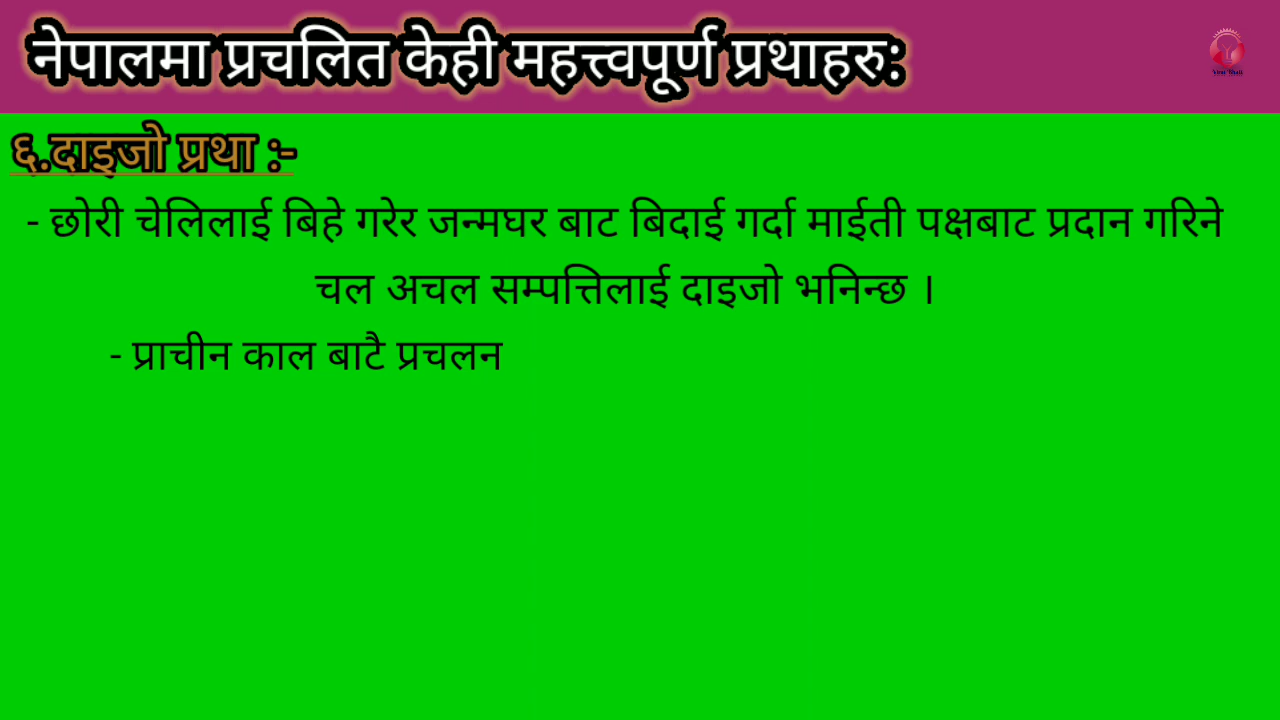 नेपालमा प्रचलित केही महत्त्वपूर्ण प्रथाहरु:
६.दाइजो प्रथा :-
- छोरी चेलिलाई बिहे गरेर जन्मघर बाट बिदाई गर्दा माईती पक्षबाट प्रदान गरिने
चल अचल सम्पत्तिलाई दाइजो भनिन्छ ।
- प्राचीन काल बाटै प्रचलन